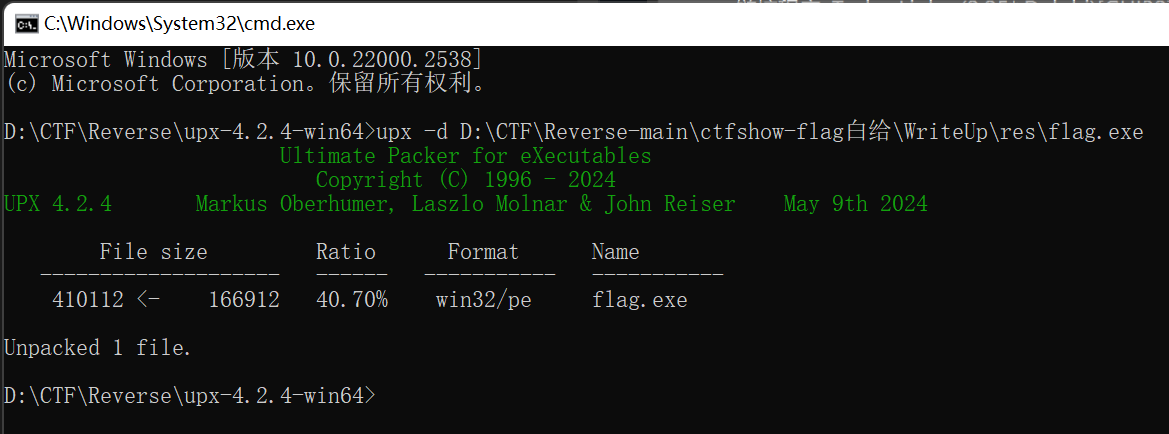 C:\Windows\System32\cmd.exe
Microsoft Windows [版本 10.0.22000.2538]
(c) Microsoft Corporation。保留所有权利。
D:\CTF\Reverse\upx-4.2.4-win64>upx -d D:\CTF\Reverse-main\ctfshow-flag白给\WriteUp\res\flag.exe
Ultimate Packer for eXecutables
Copyright (C) 1996 - 2024
UPX 4.2.4 Markus Oberhumer, Laszlo Molnar & John Reiser May 9th 2024
File size Ratio Format Name
-------------------- ------ ----------- -----------
410112 <- 166912 40.70% win32/pe flag.exe
Unpacked 1 file.
D:\CTF\Reverse\upx-4.2.4-win64>